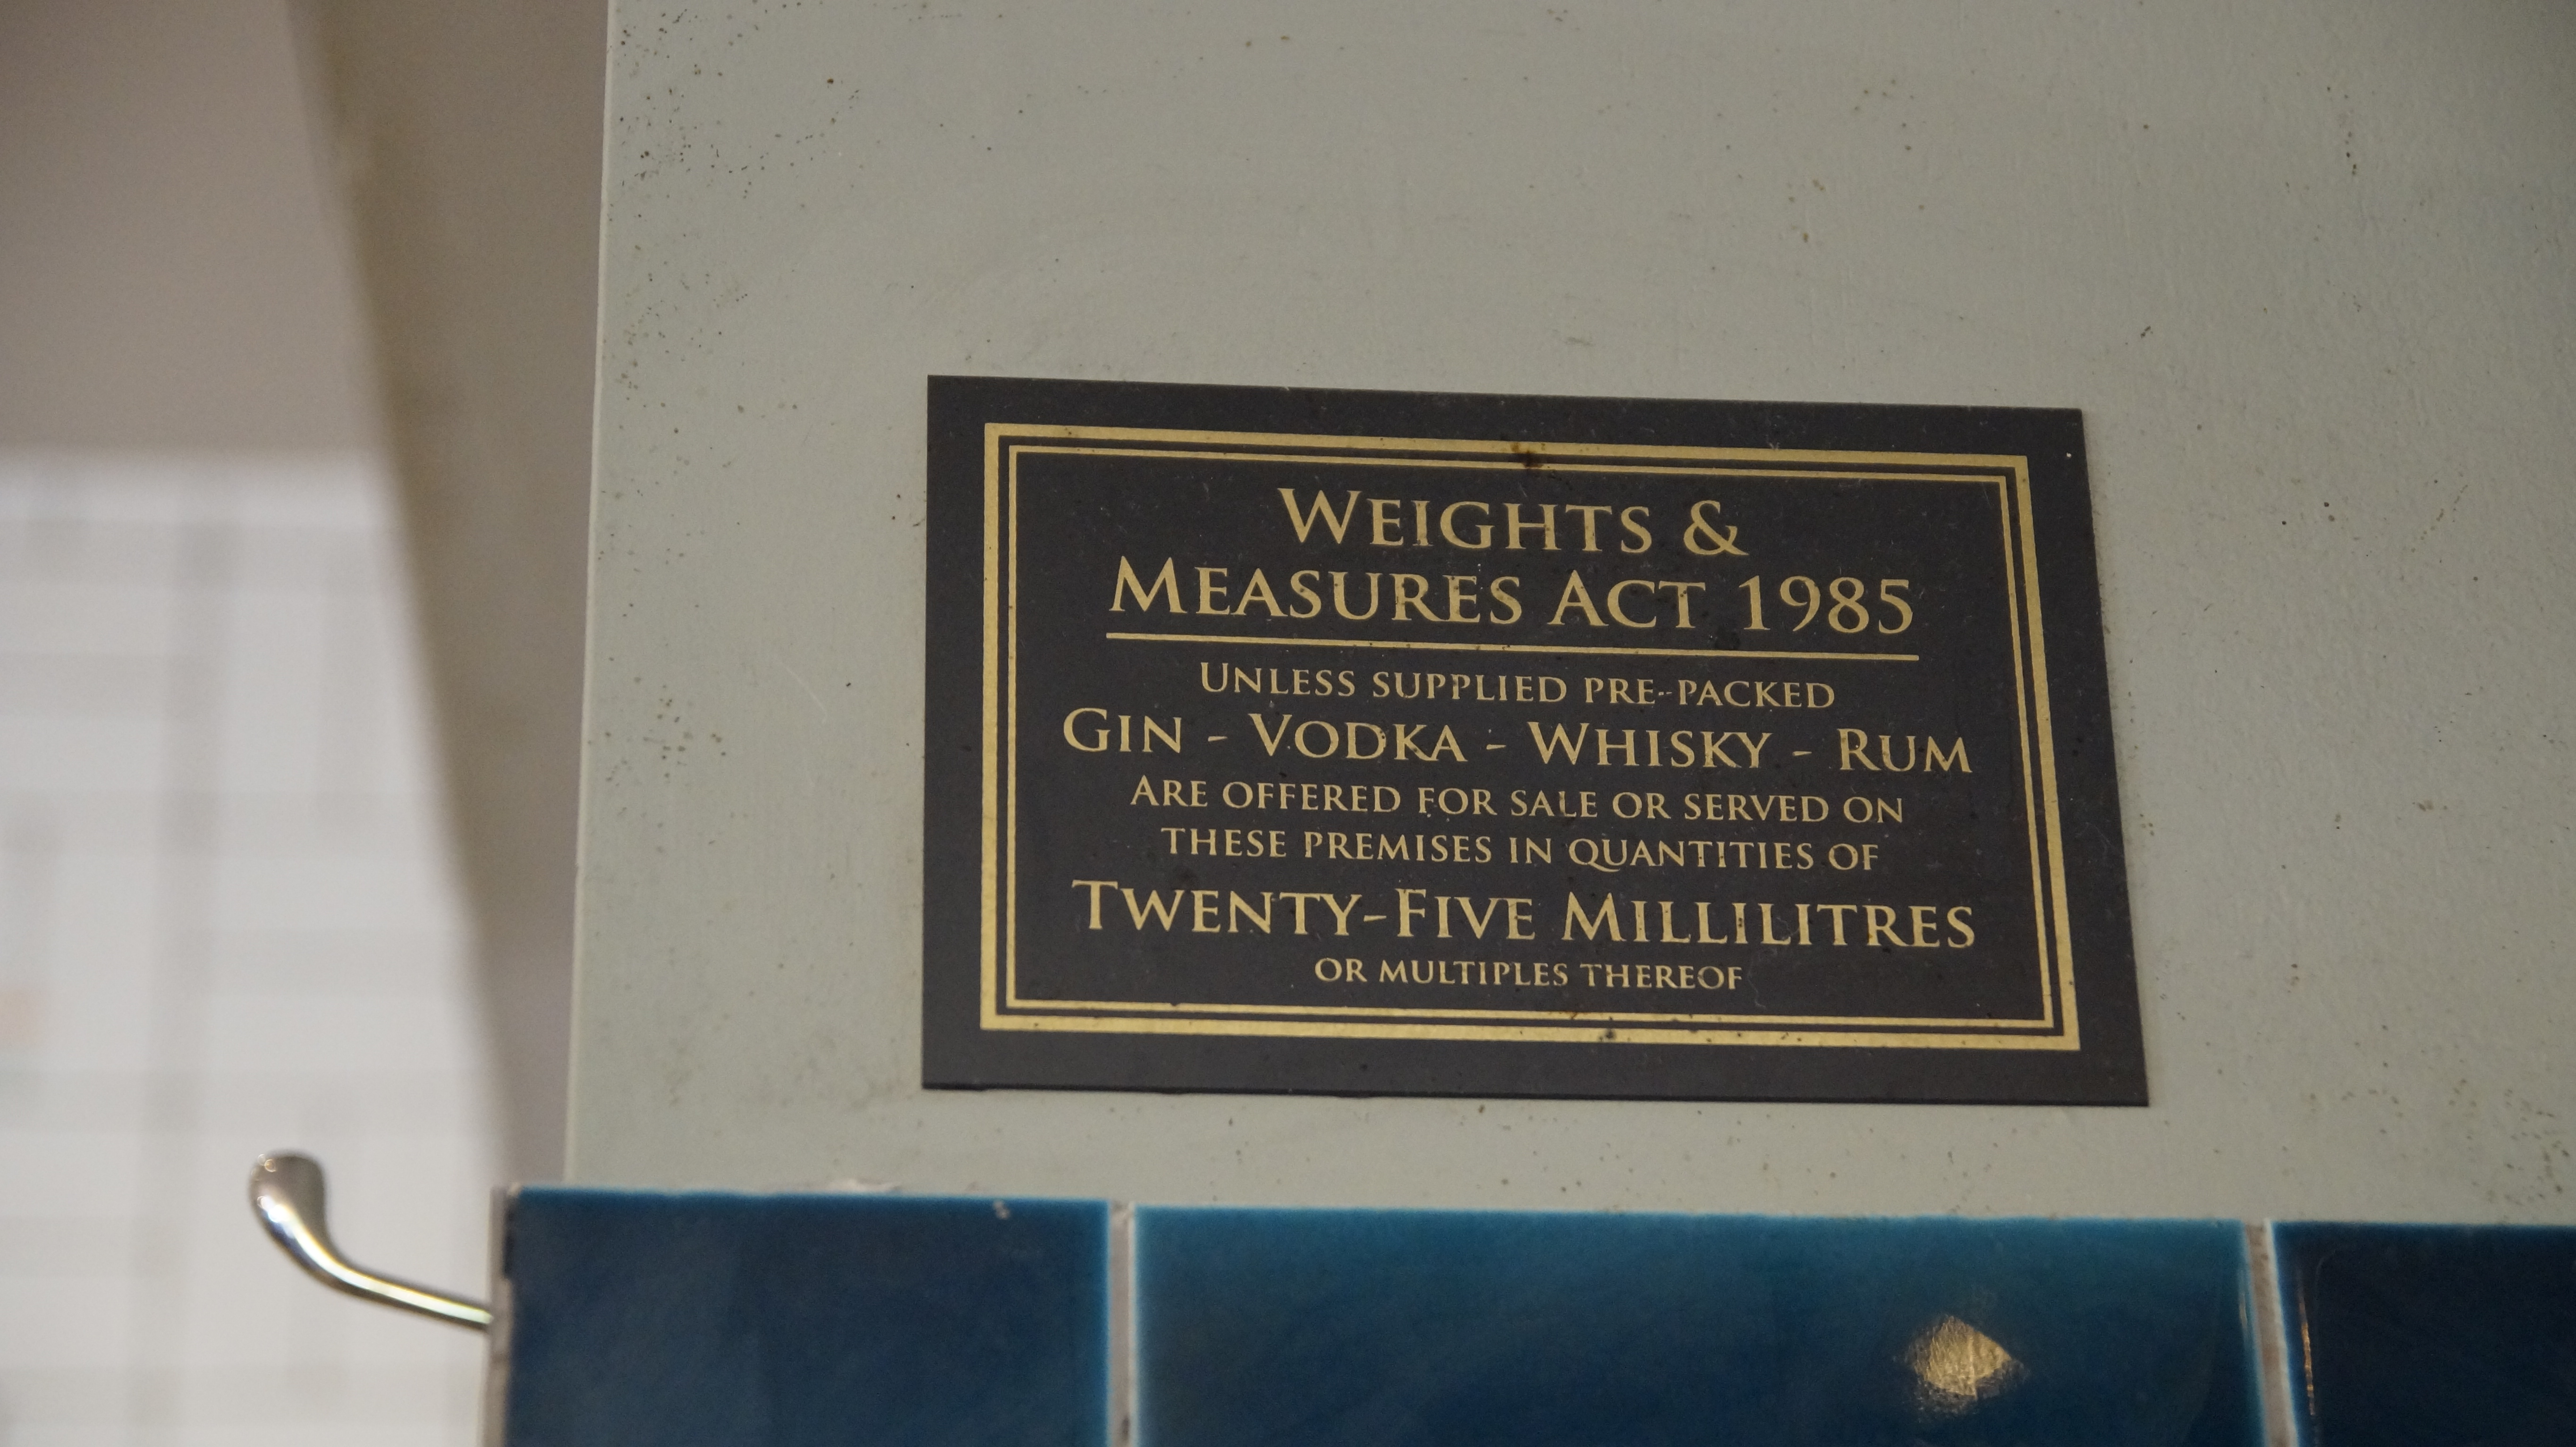 WEIGHTS &
MEASURES ACT 1985
UNLESS SUPPLIED PRE-PACKED
GIN - VODKA - WHISKY - RUM
ARE OFFERED FOR SALE OR SERVED ON
THESE PREMISES IN QUANTITIES OF
TWENTY-FIVE MILLILITRES
OR MULTIPLES THEREOF